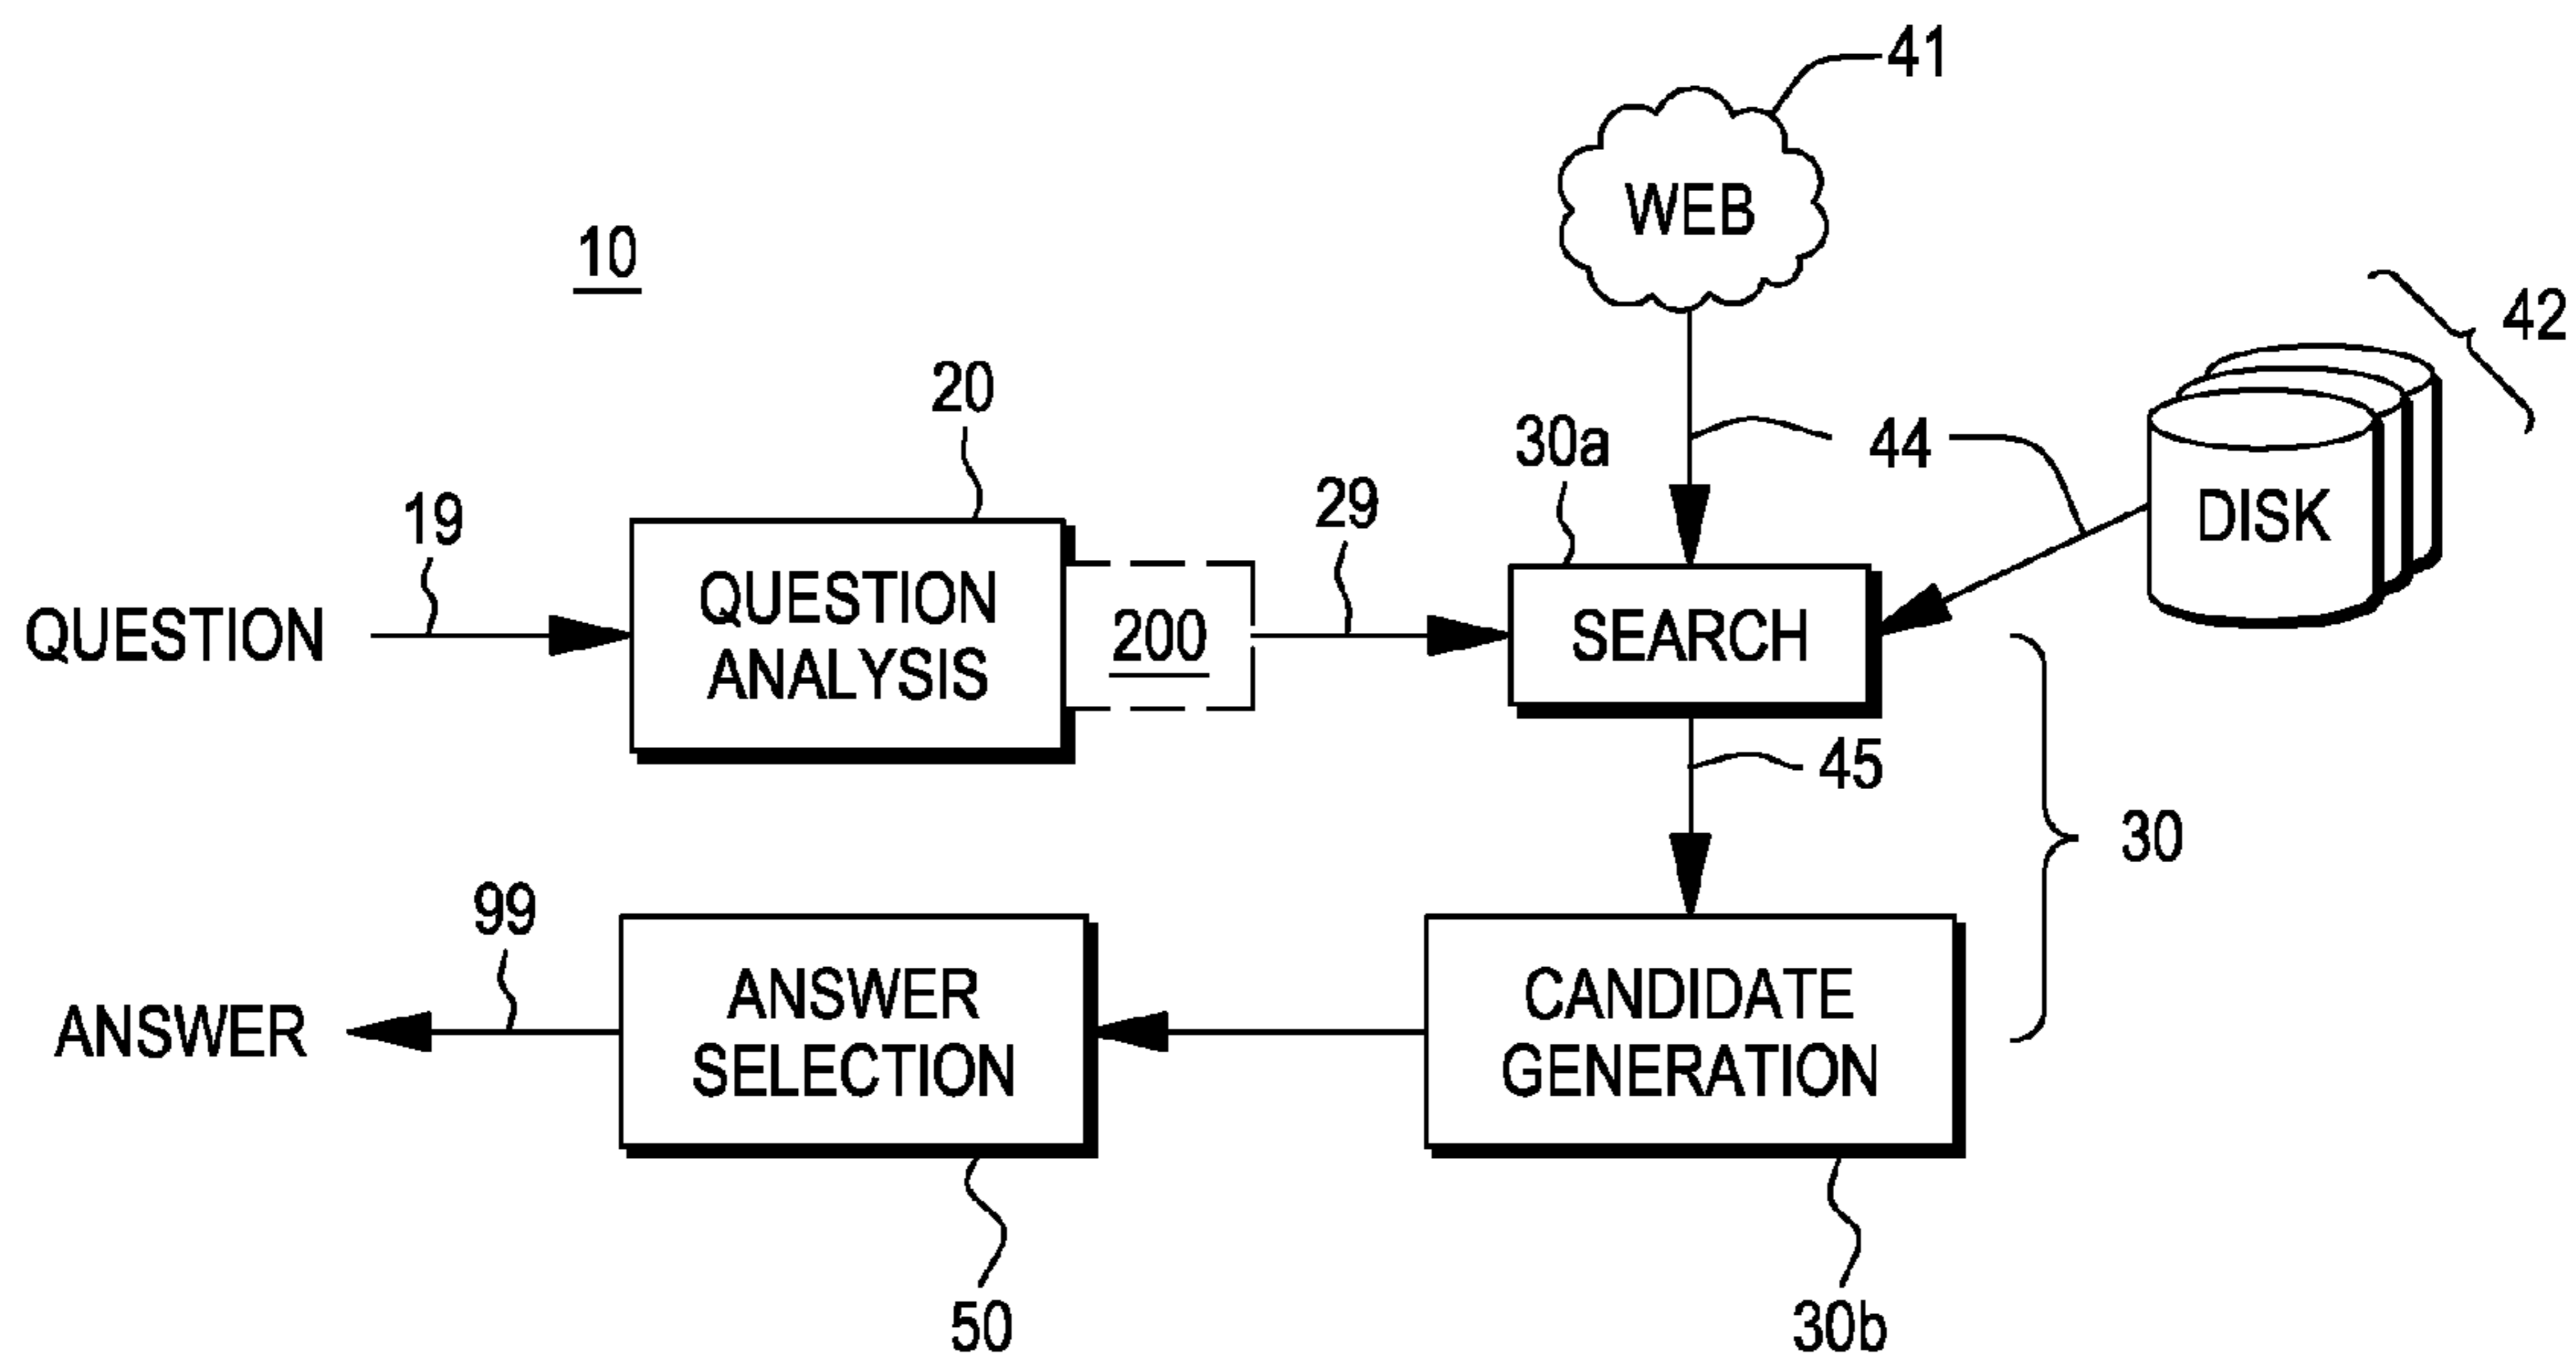 41
WEB
10
42
20
30a
44
DISK
19
29
QUESTION
QUESTION
ANALYSIS
200
SEARCH
45
30
99
ANSWER
ANSWER
SELECTION
CANDIDATE
GENERATION
50
30b